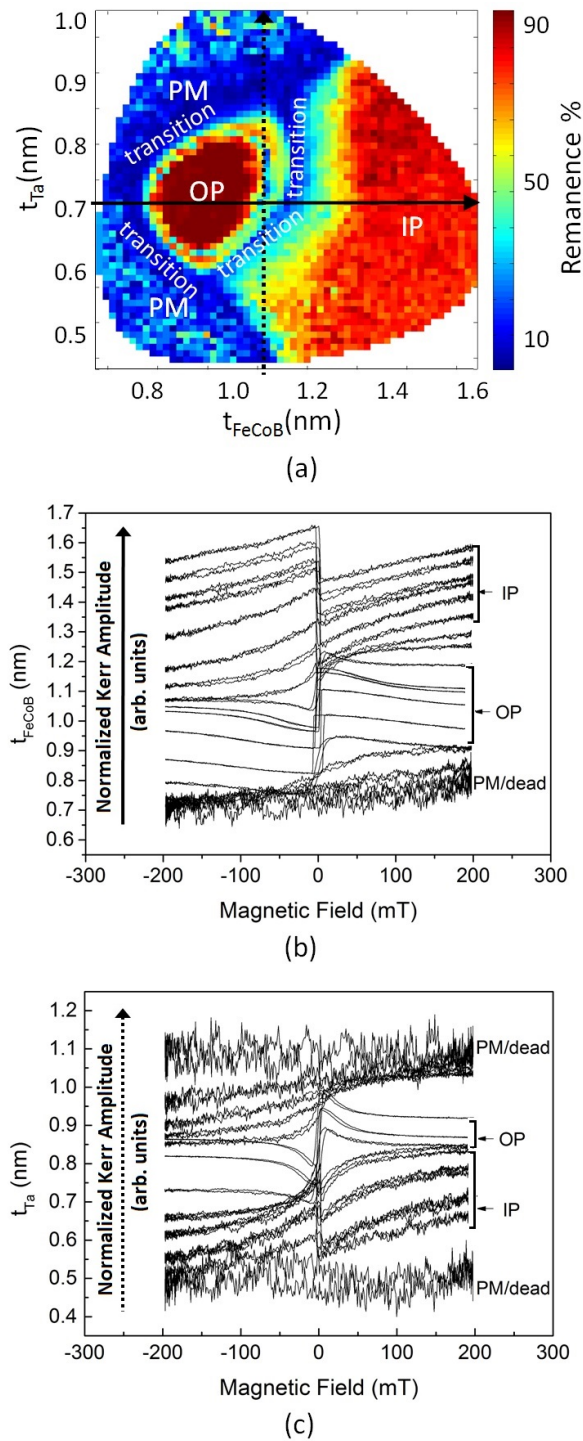 1.0
0.9
0.8
0.7
0.6
0.5
t_Ta(nm)
PM
transition
OP
transition
transition
transition
PM
IP
0.8
1.0
1.2
1.4
1.6
t_FeCoB(nm)
90
50
10
Remanence %
(a)
1.7
1.6
1.5
1.4
1.3
1.2
1.1
1.0
0.9
0.8
0.7
0.6
t_FeCoB (nm)
Normalized Kerr Amplitude
(arb. units)
IP
OP
PM/dead
-300 -200 -100 0 100 200 300
Magnetic Field (mT)
(b)
1.2
1.1
1.0
0.9
0.8
0.7
0.6
0.5
0.4
t_Ta (nm)
Normalized Kerr Amplitude
(arb. units)
PM/dead
OP
IP
PM/dead
-300 -200 -100 0 100 200 300
Magnetic Field (mT)
(c)